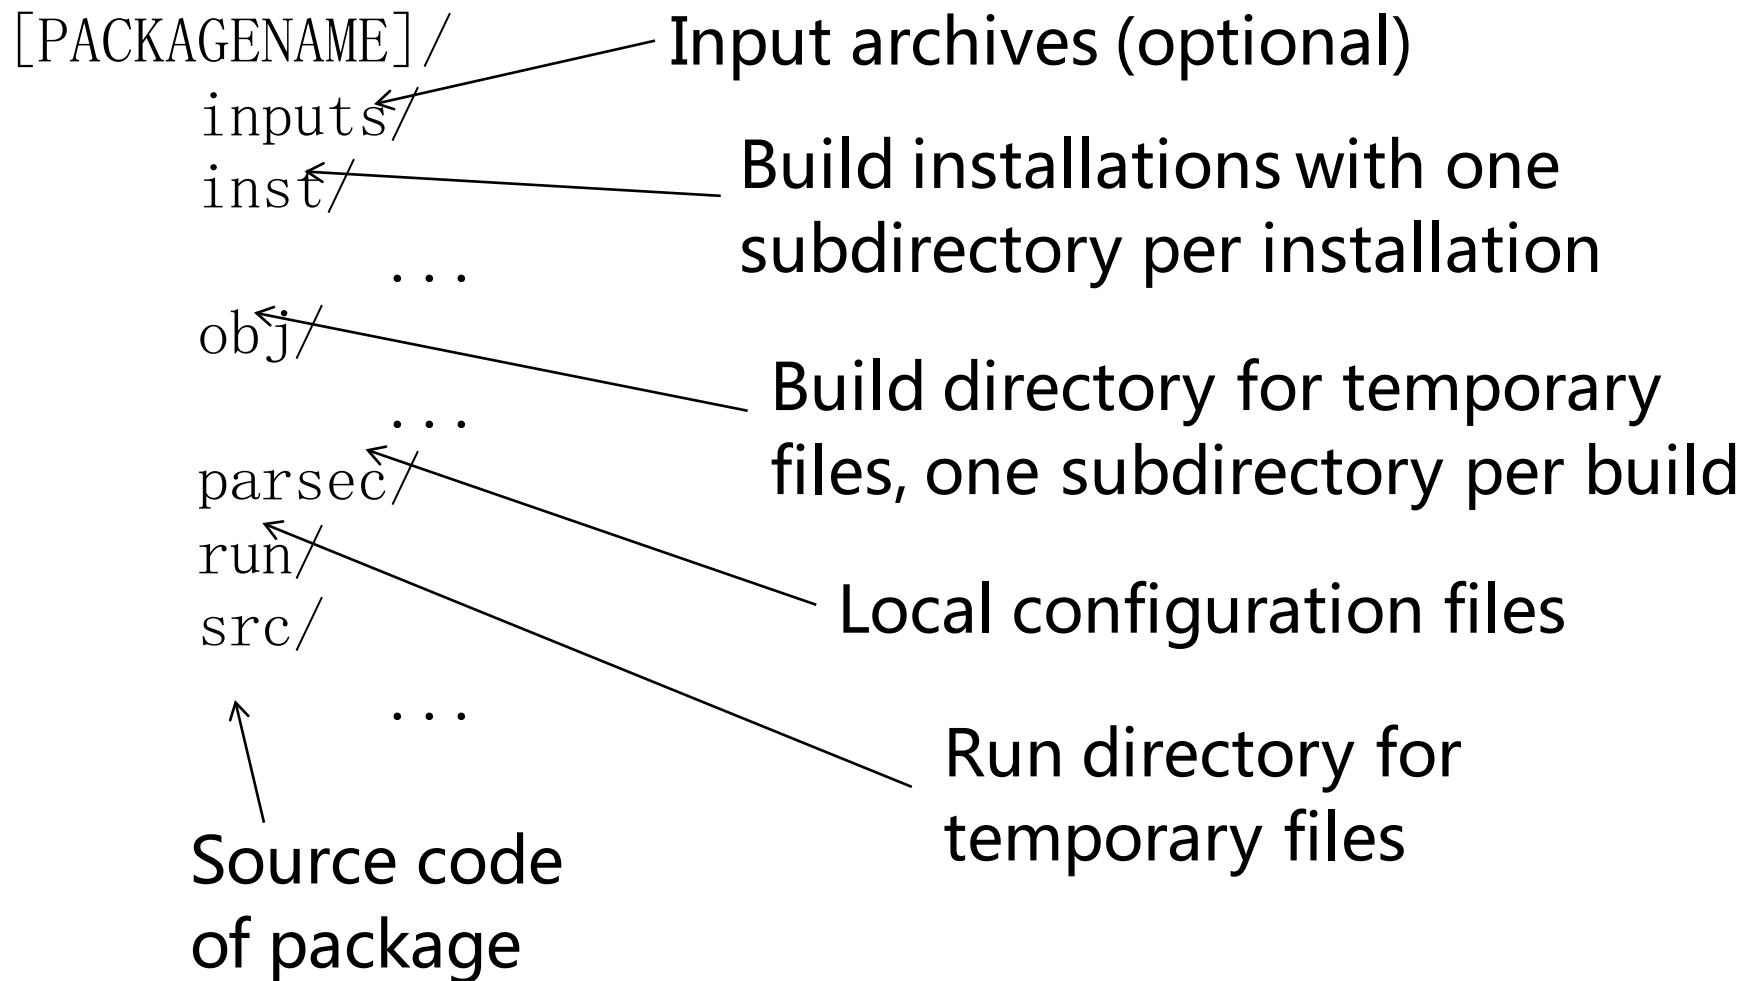 [PACKAGENAME]/
Input archives (optional)
inputs/
inst/
Build installations with one
subdirectory per installation
...
obj/
Build directory for temporary
files, one subdirectory per build
...
parsec/
run/
Local configuration files
src/
...
Run directory for
temporary files
Source code
of package